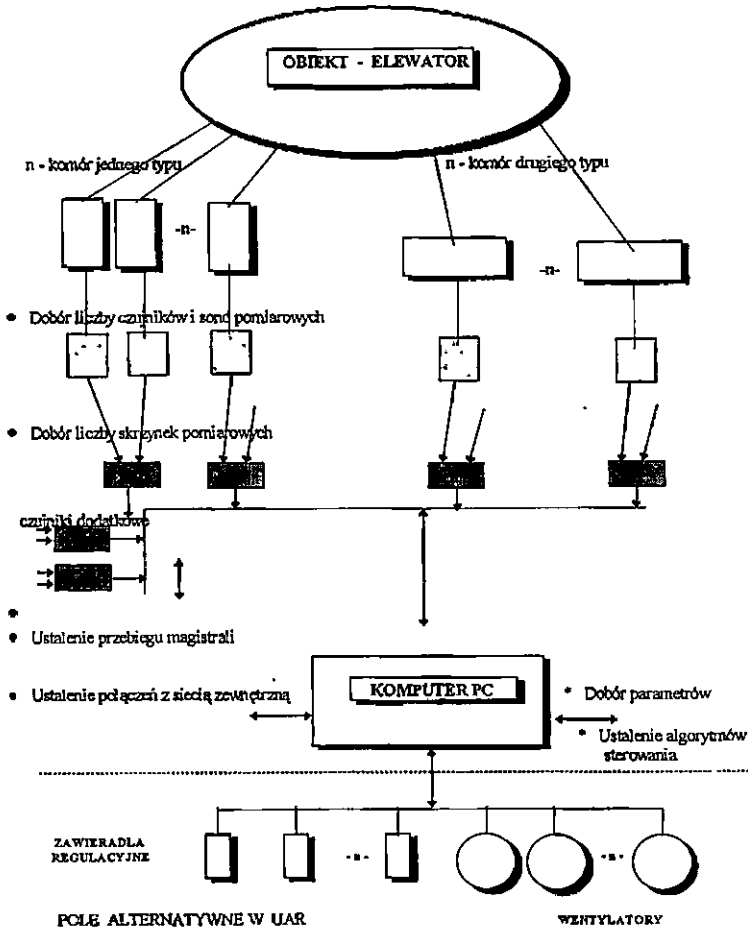 OBIEKT - ELEWATOR
n - komór jednego typu
n - komór drugiego typu
-n-
-n-
• Dobór liczby czujników i sond pomiarowych
• Dobór liczby skrzynek pomiarowych
czujniki dodatkowe
•
• Ustalenie przebiegu magistrali
• Ustalenie połączeń z siecią zewnętrzną
KOMPUTER PC
* Dobór parametrów
* Ustalenie algorytmów
sterowania
ZAWIERADŁA
REGULACYJNE
-n-
-n-
POLE ALTERNATYWNE W UAR
WENTYLATORY